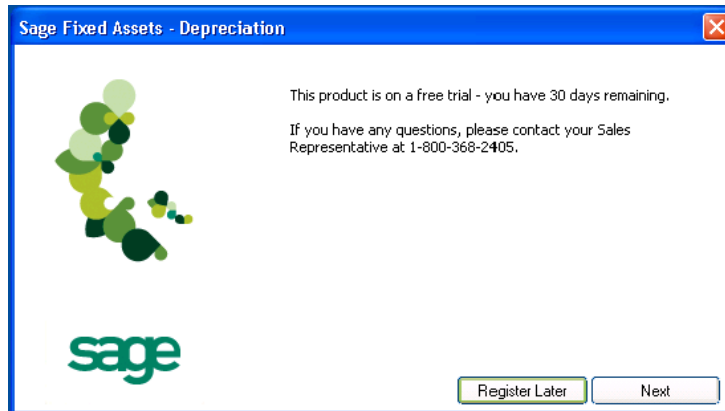 Sage Fixed Assets - Depreciation
This product is on a free trial - you have 30 days remaining.
If you have any questions, please contact your Sales
Representative at 1-800-368-2405.
sage
Register Later
Next